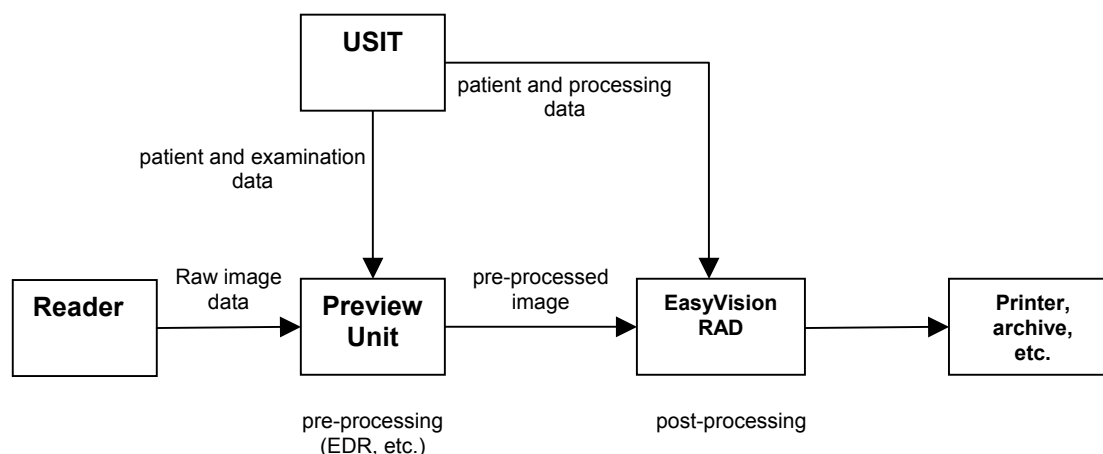 USIT
patient and processing
data
patient and examination
data
Reader
Raw image
data
Preview
Unit
pre-processed
image
EasyVision
RAD
Printer,
archive,
etc.
pre-processing
(EDR, etc.)
post-processing